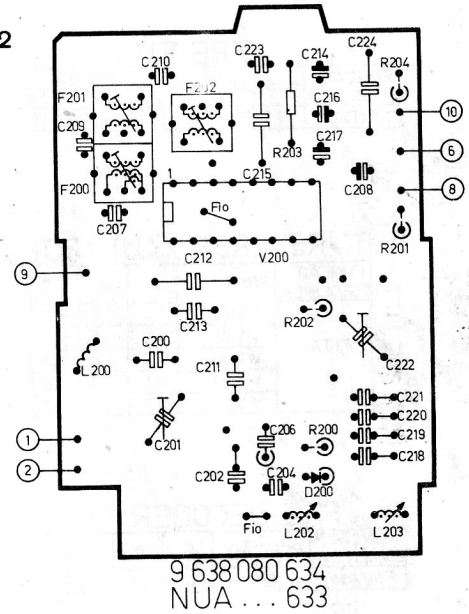 2
C210
C223
C214
C224
R204
F201
F202
C209
C216
10
C217
R203
6
F200
1
C215
C208
8
C207
Fio
R201
9
C212
V200
C213
R202
L200
C200
C211
C222
C221
C201
C206
R200
C220
1
C219
2
C202
C204
D200
C218
Fio
L202
L203
9 638 080 634
NUA ... 633